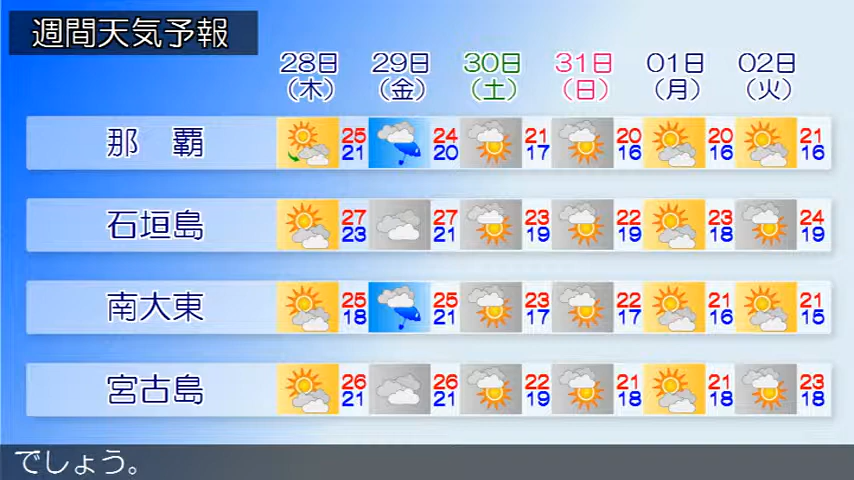 週間天気予報
28日 29日 30日 31日 01日 02日
(木) (金) (土) (日) (月) (火)
那覇 25 21 24 20 21 17 20 16 20 16 21 16
石垣島 27 23 27 21 23 19 22 19 23 18 24 19
南大東 25 18 25 21 23 17 22 17 21 16 21 15
宮古島 26 21 26 21 22 19 21 18 21 18 23 18
でしょう。